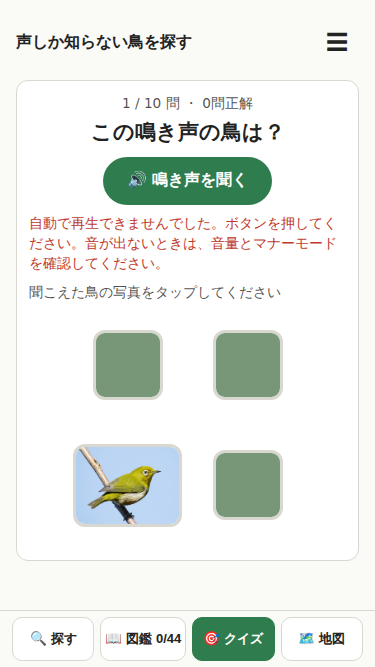 声しか知らない鳥を探す
1 / 10 問 ・ 0問正解
この鳴き声の鳥は？
🔊 鳴き声を聞く
自動で再生できませんでした。ボタンを押してく
ださい。音が出ないときは、音量とマナーモード
を確認してください。
聞こえた鳥の写真をタップしてください
🔍 探す
📖 図鑑 0/44
🎯 クイズ
🗺️ 地図